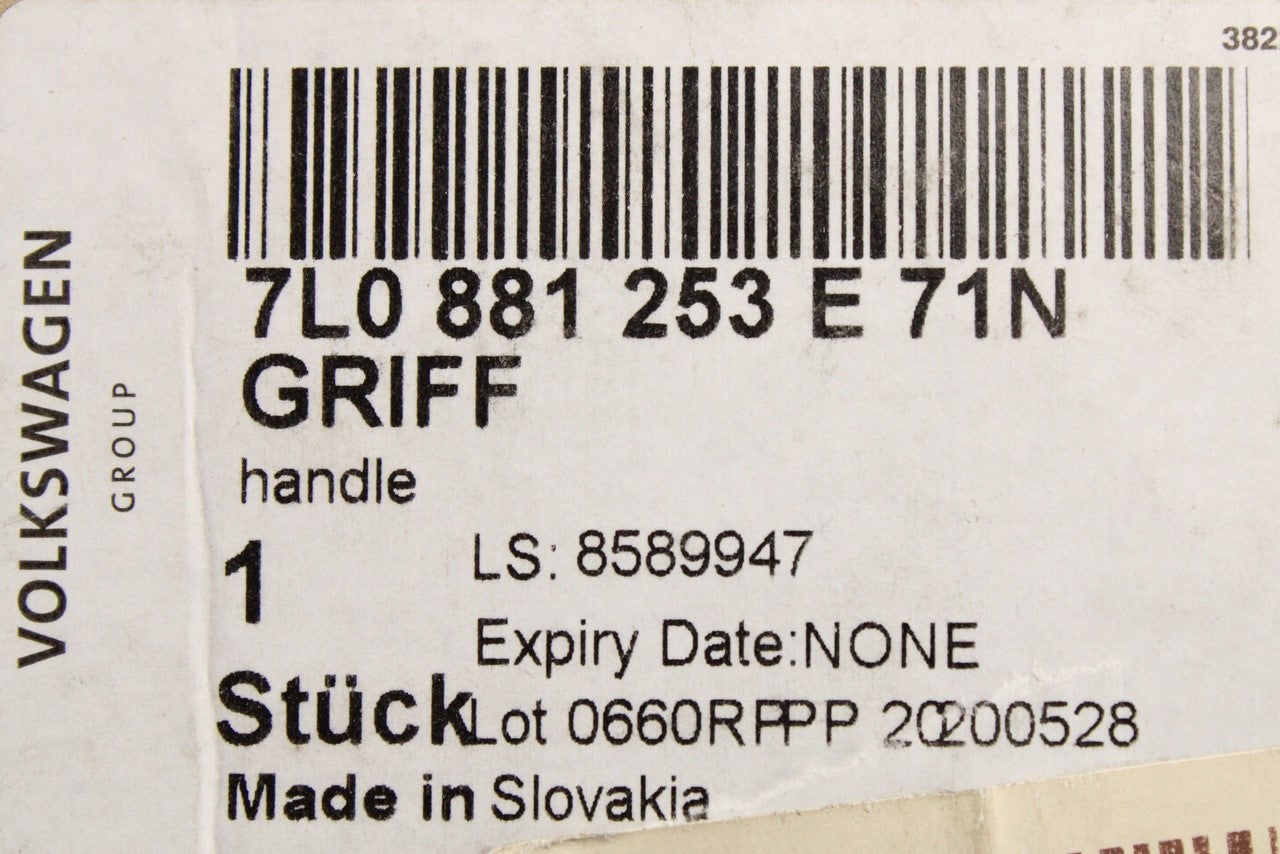 382
7L0 881 253 E 71N
GRIFF
handle
1
LS: 8589947
Expiry Date:NONE
Stück
Lot 0660RPPP 20200528
Made in Slovakia
VOLKSWAGEN
GROUP